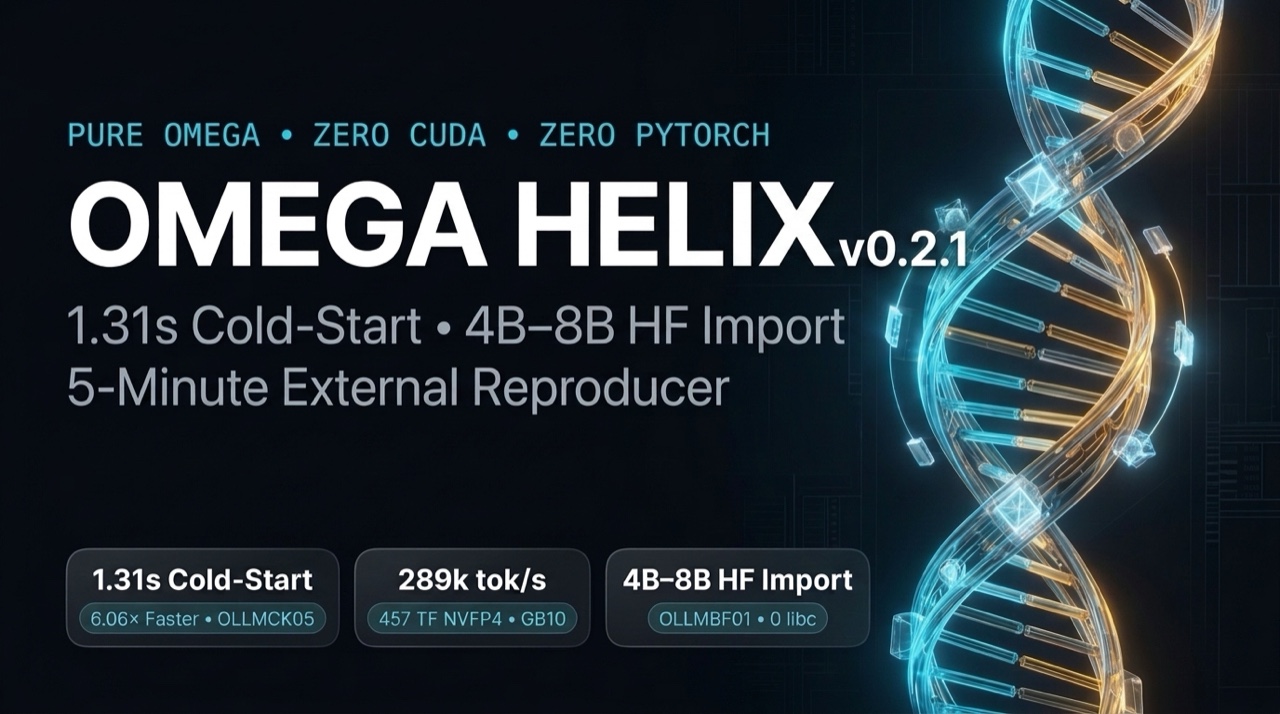 PURE OMEGA • ZERO CUDA • ZERO PYTORCH
OMEGA HELIX v0.2.1
1.31s Cold-Start • 4B–8B HF Import
5-Minute External Reproducer
1.31s Cold-Start
6.06× Faster • OLLMCK05
289k tok/s
457 TF NVFP4 • GB10
4B–8B HF Import
OLLMBF01 • 0 libc